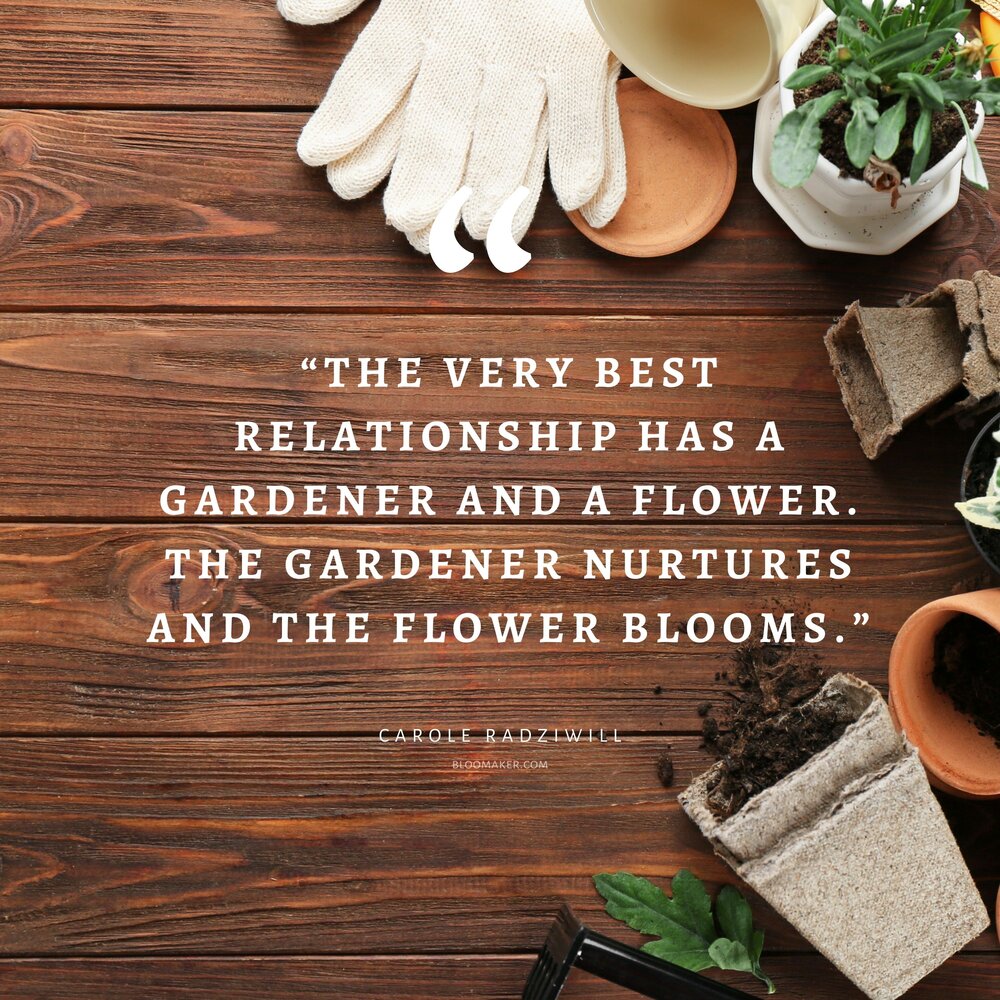 “
“THE VERY BEST
RELATIONSHIP HAS A
GARDENER AND A FLOWER.
THE GARDENER NURTURES
AND THE FLOWER BLOOMS.”
CAROLE RADZIWILL
BLOOMAKER.COM